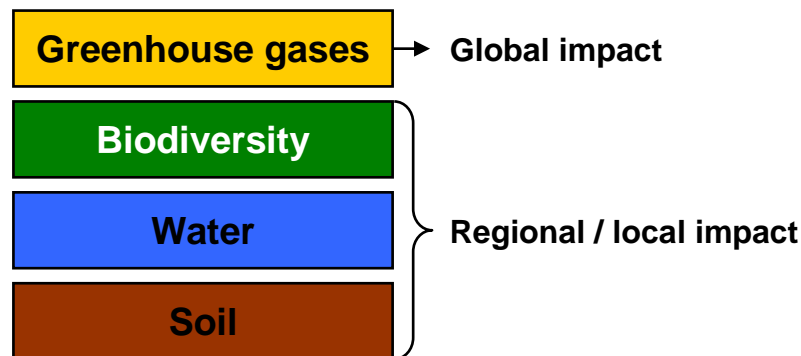 Greenhouse gases
Global impact
Biodiversity
Water
Regional / local impact
Soil